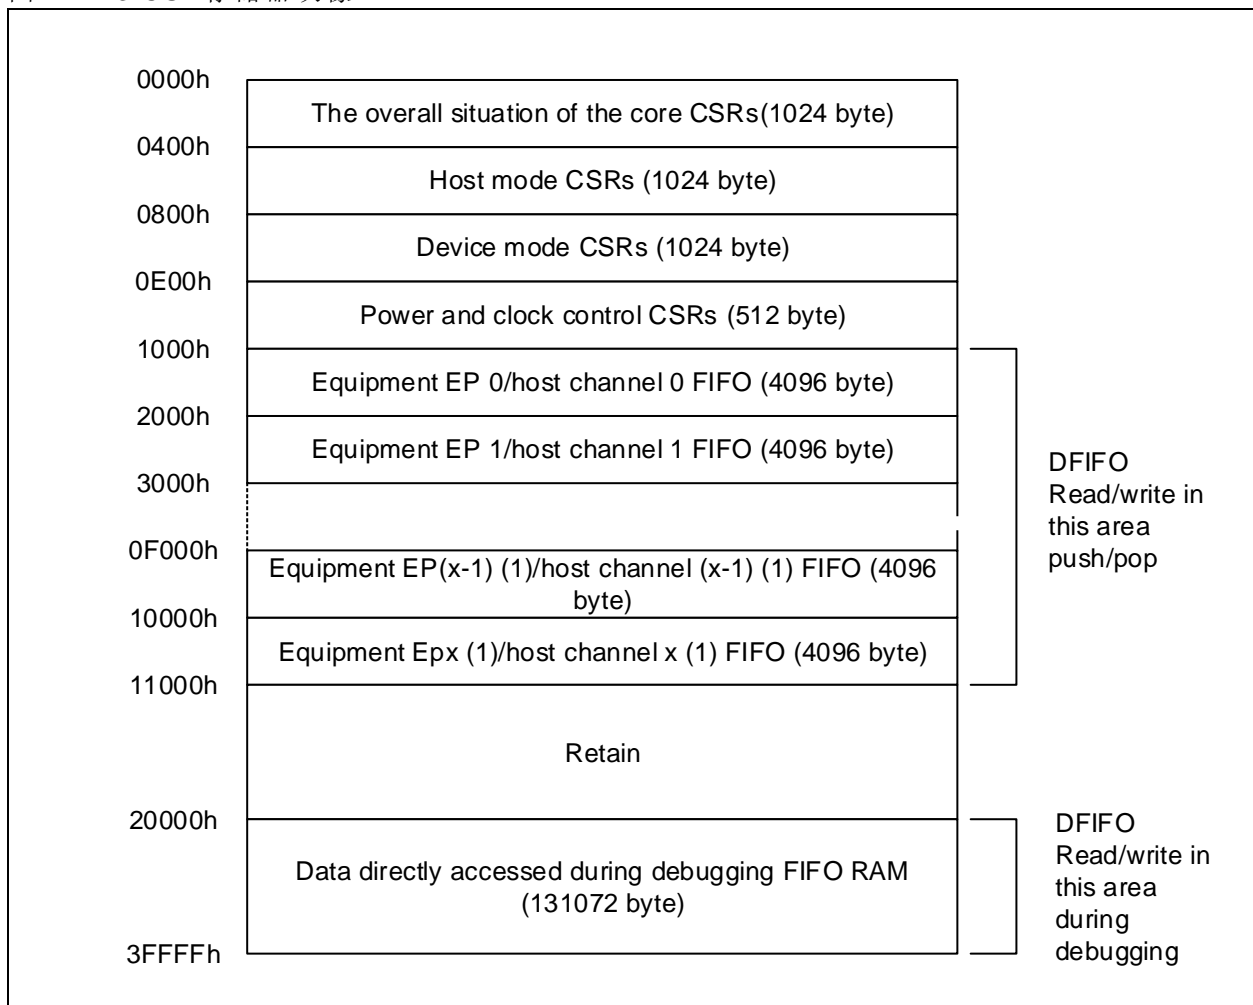 0000h
The overall situation of the core CSRs(1024 byte)
0400h
Host mode CSRs (1024 byte)
0800h
Device mode CSRs (1024 byte)
0E00h
Power and clock control CSRs (512 byte)
1000h
Equipment EP 0/host channel 0 FIFO (4096 byte)
2000h
Equipment EP 1/host channel 1 FIFO (4096 byte)
3000h
DFIFO
Read/write in
this area
push/pop
0F000h
Equipment EP(x-1) (1)/host channel (x-1) (1) FIFO (4096
byte)
10000h
Equipment Epx (1)/host channel x (1) FIFO (4096 byte)
11000h
Retain
20000h
Data directly accessed during debugging FIFO RAM
(131072 byte)
3FFFFh
DFIFO
Read/write in
this area
during
debugging